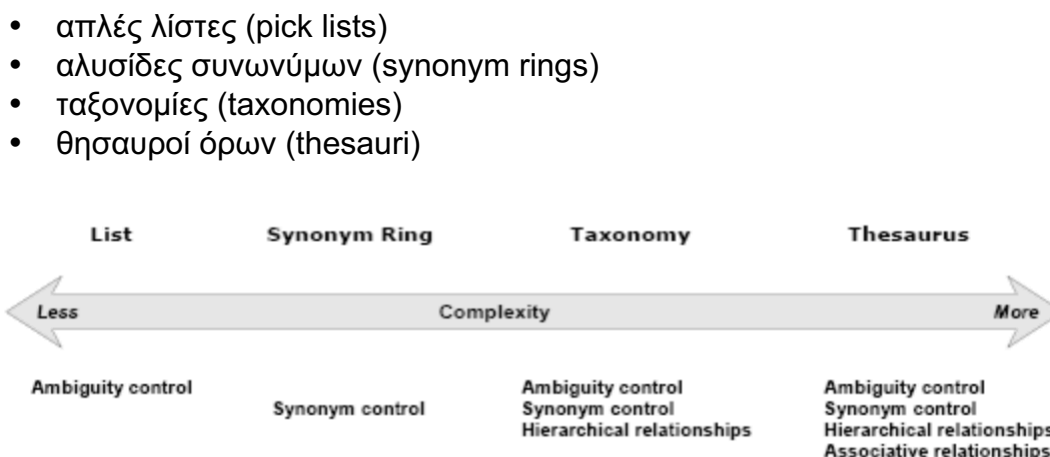 • απλές λίστες (pick lists)
• αλυσίδες συνωνύμων (synonym rings)
• ταξονομίες (taxonomies)
• θησαυροί όρων (thesauri)
List Synonym Ring Taxonomy Thesaurus
Less Complexity More
Ambiguity control Ambiguity control Ambiguity control
Synonym control Synonym control Synonym control
Hierarchical relationships Hierarchical relationships
Associative relationships